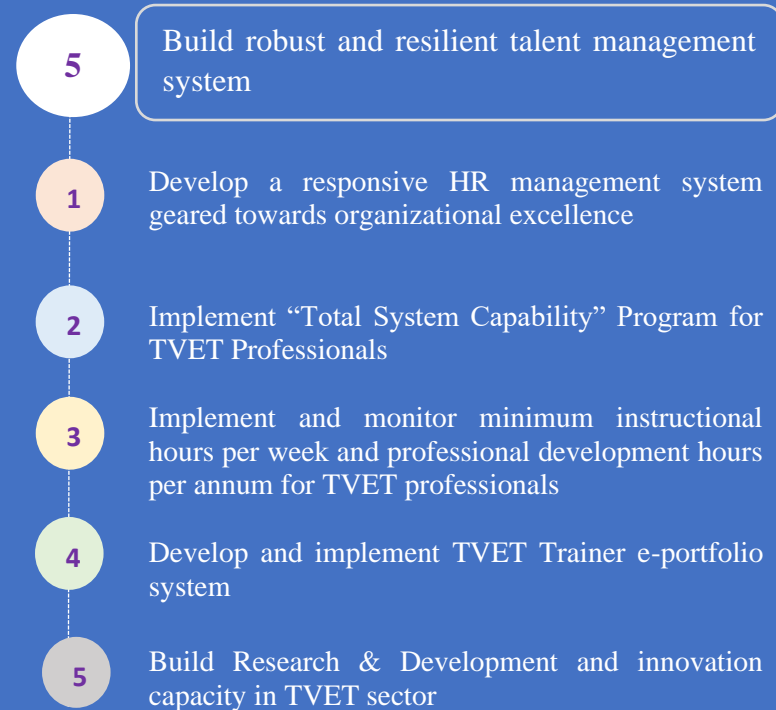 5
Build robust and resilient talent management
system
1
Develop a responsive HR management system
geared towards organizational excellence
2
Implement “Total System Capability” Program for
TVET Professionals
3
Implement and monitor minimum instructional
hours per week and professional development hours
per annum for TVET professionals
4
Develop and implement TVET Trainer e-portfolio
system
5
Build Research & Development and innovation
capacity in TVET sector